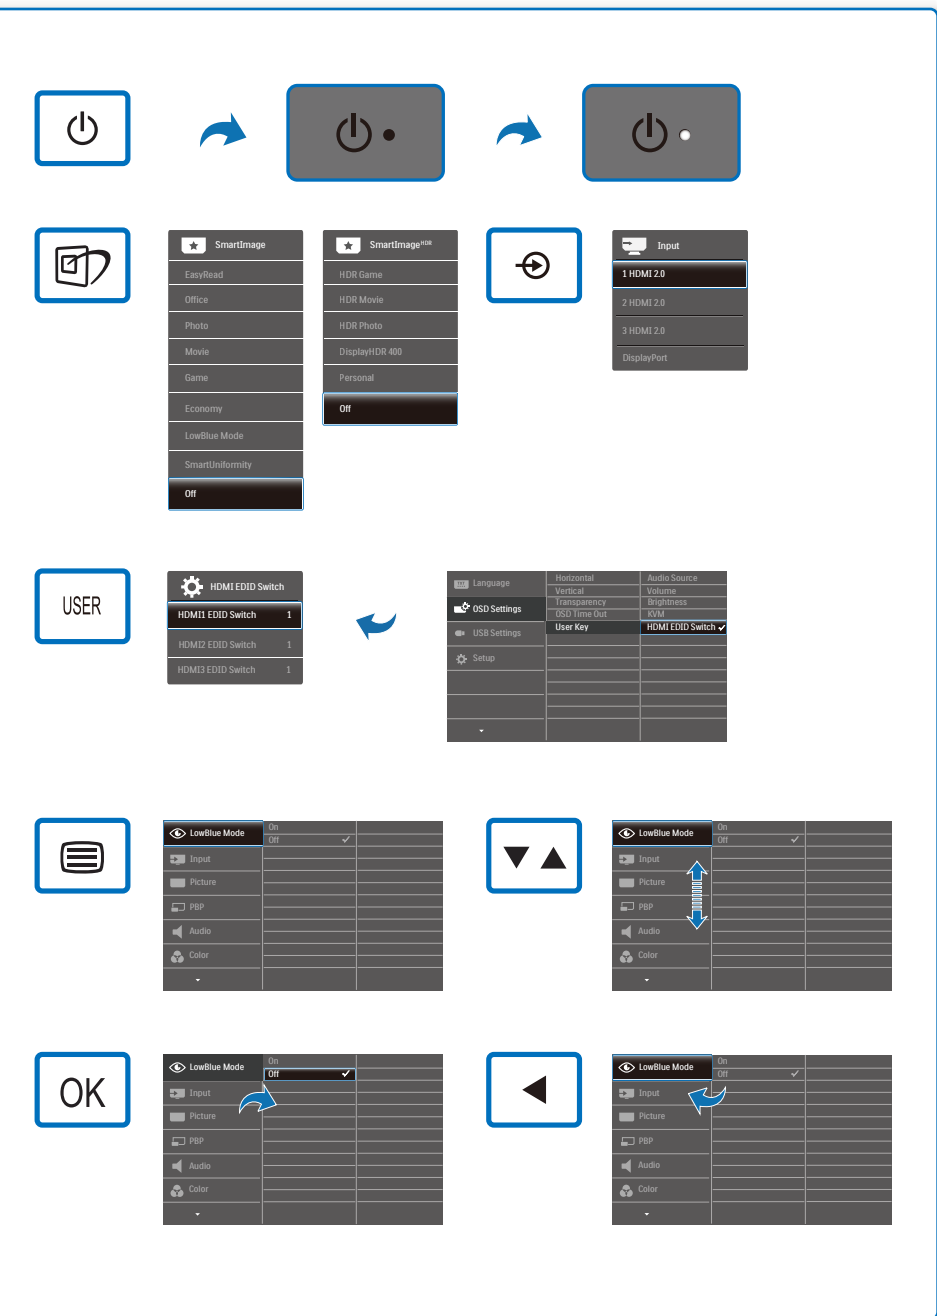 SmartImage
EasyRead
Office
Photo
Movie
Game
Economy
LowBlue Mode
SmartUniformity
Off
SmartImageHDR
HDR Game
HDR Movie
HDR Photo
DisplayHDR 400
Personal
Off
Input
1 HDMI 2.0
2 HDMI 2.0
3 HDMI 2.0
DisplayPort
USER
HDMI EDID Switch
HDMI1 EDID Switch 1
HDMI2 EDID Switch 1
HDMI3 EDID Switch 1
Language
OSD Settings
USB Settings
Setup
Horizontal
Vertical
Transparency
OSD Time Out
User Key
Audio Source
Volume
Brightness
KVM
HDMI EDID Switch
LowBlue Mode
Input
Picture
PBP
Audio
Color
On
Off
LowBlue Mode
Input
Picture
PBP
Audio
Color
On
Off
OK
LowBlue Mode
Input
Picture
PBP
Audio
Color
On
Off
LowBlue Mode
Input
Picture
PBP
Audio
Color
On
Off